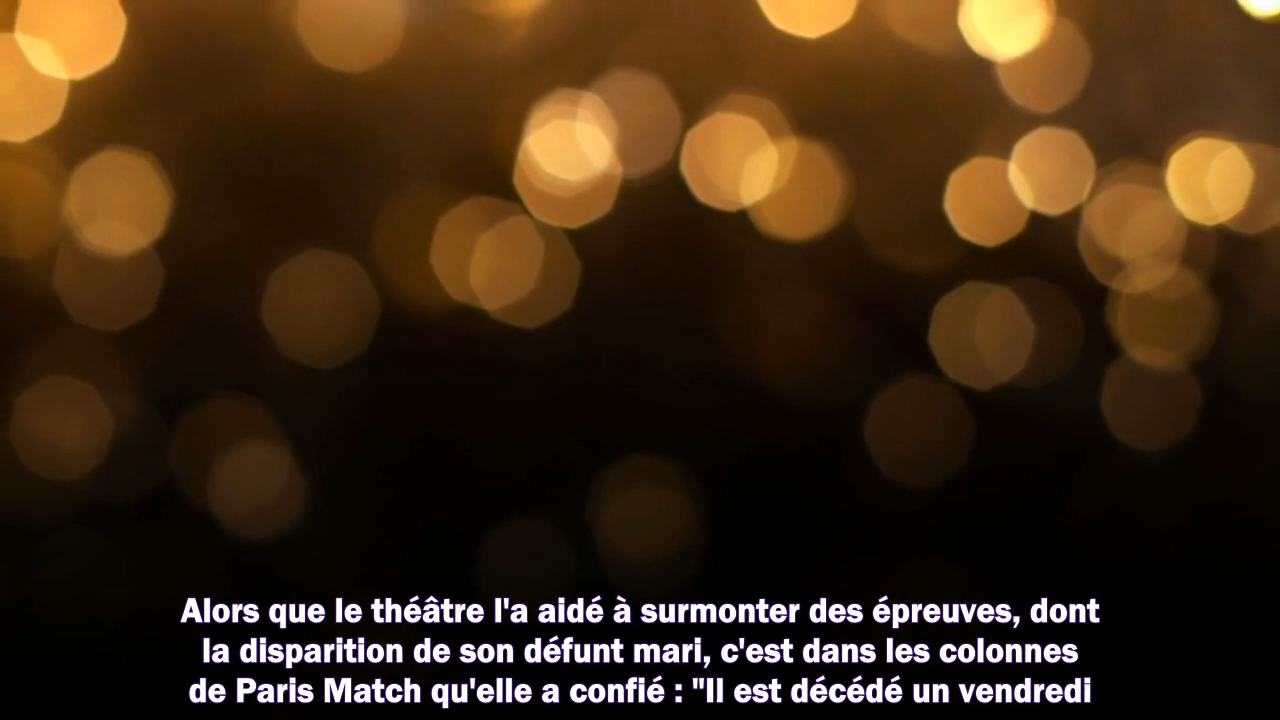 Alors que le théâtre l'a aidé à surmonter des épreuves, dont
la disparition de son défunt mari, c'est dans les colonnes
de Paris Match qu'elle a confié : "Il est décédé un vendredi